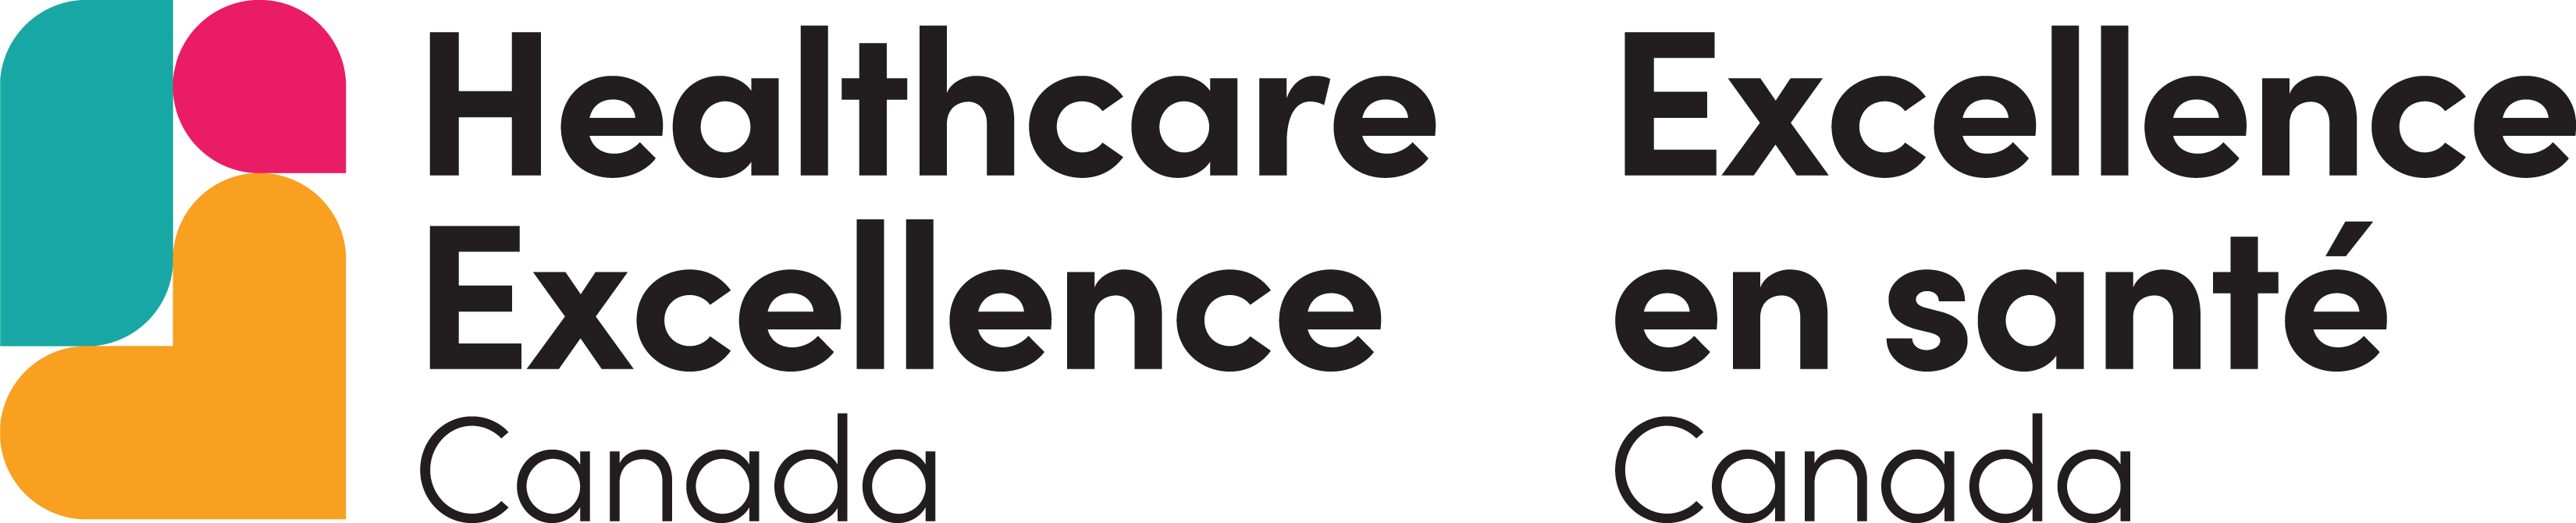 Healthcare
Excellence
Canada
Excellence
en santé
Canada